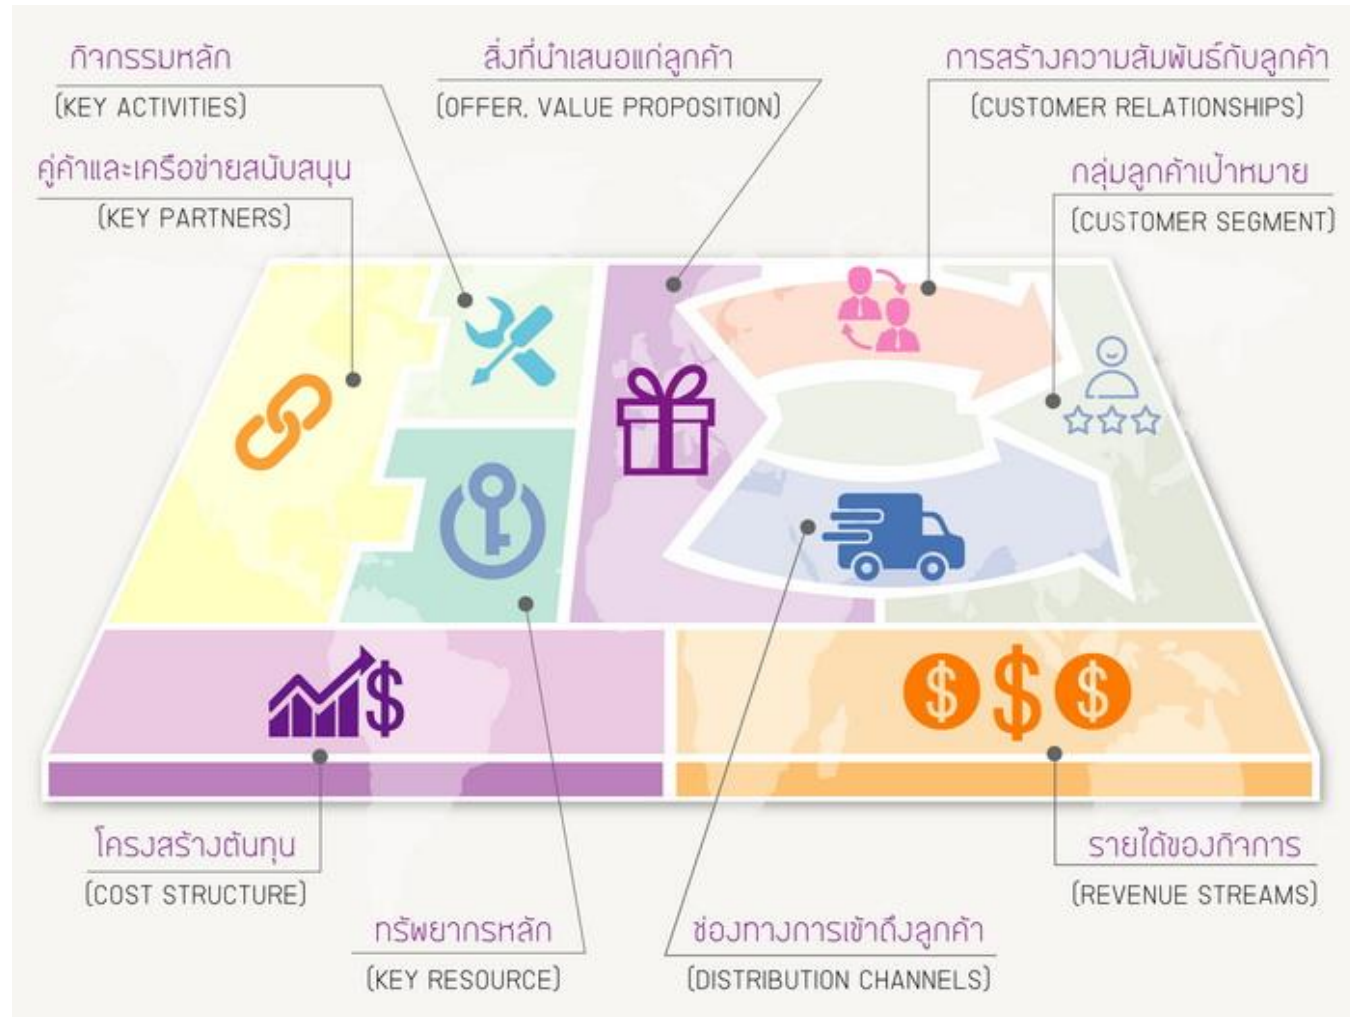 กิจกรรมหลัก
(KEY ACTIVITIES)
สิ่งที่นำเสนอแก่ลูกค้า
(OFFER, VALUE PROPOSITION)
การสร้างความสัมพันธ์กับลูกค้า
(CUSTOMER RELATIONSHIPS)
คู่ค้าและเครือข่ายสนับสนุน
(KEY PARTNERS)
กลุ่มลูกค้าเป้าหมาย
(CUSTOMER SEGMENT)
$
$ $ $
โครงสร้างต้นทุน
(COST STRUCTURE)
รายได้ของกิจการ
(REVENUE STREAMS)
ทรัพยากรหลัก
(KEY RESOURCE)
ช่องทางการเข้าถึงลูกค้า
(DISTRIBUTION CHANNELS)